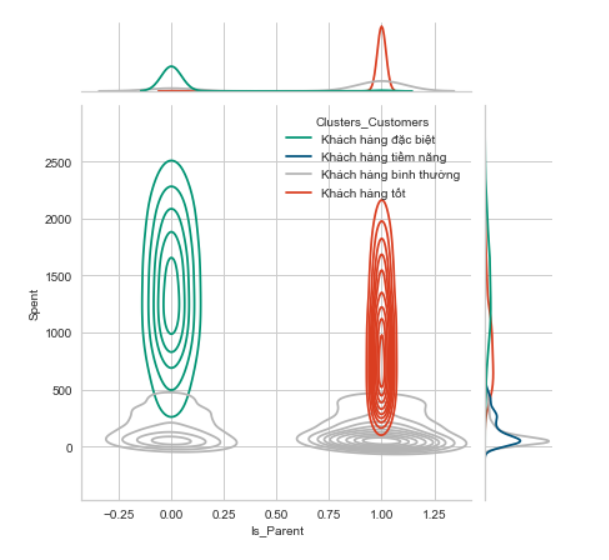 Clusters_Customers
Khách hàng đặc biệt
Khách hàng tiềm năng
Khách hàng bình thường
Khách hàng tốt
2500
2000
1500
1000
500
0
Spent
−0.25 0.00 0.25 0.50 0.75 1.00 1.25
Is_Parent